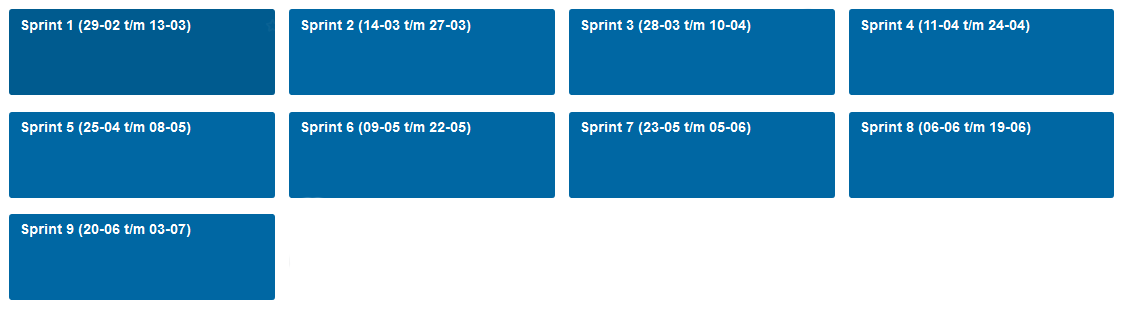 Sprint 1 (29-02 t/m 13-03)
Sprint 2 (14-03 t/m 27-03)
Sprint 3 (28-03 t/m 10-04)
Sprint 4 (11-04 t/m 24-04)
Sprint 5 (25-04 t/m 08-05)
Sprint 6 (09-05 t/m 22-05)
Sprint 7 (23-05 t/m 05-06)
Sprint 8 (06-06 t/m 19-06)
Sprint 9 (20-06 t/m 03-07)